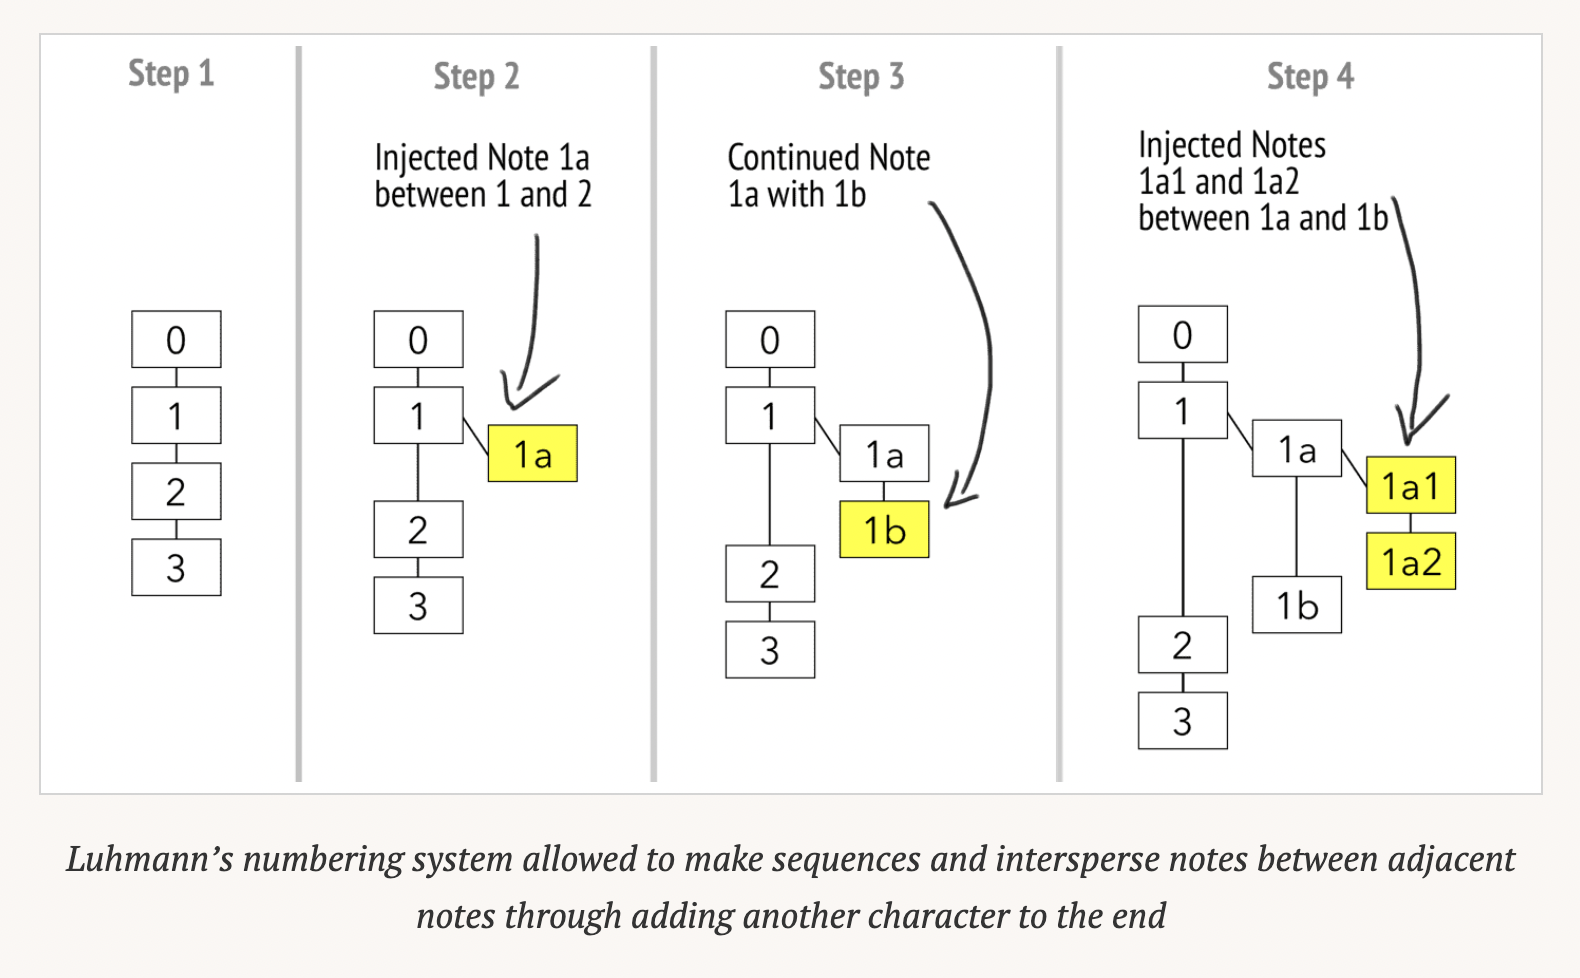 Step 1
0
1
2
3
Step 2
Injected Note 1a
between 1 and 2
0
1
1a
2
3
Step 3
Continued Note
1a with 1b
0
1
1a
1b
2
3
Step 4
Injected Notes
1a1 and 1a2
between 1a and 1b
0
1
1a
1a1
1a2
1b
2
3
Luhmann’s numbering system allowed to make sequences and intersperse notes between adjacent
notes through adding another character to the end